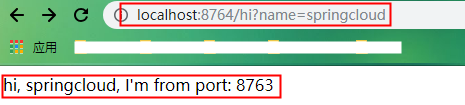 localhost:8764/hi?name=springcloud
应用
hi, springcloud, I'm from port: 8763